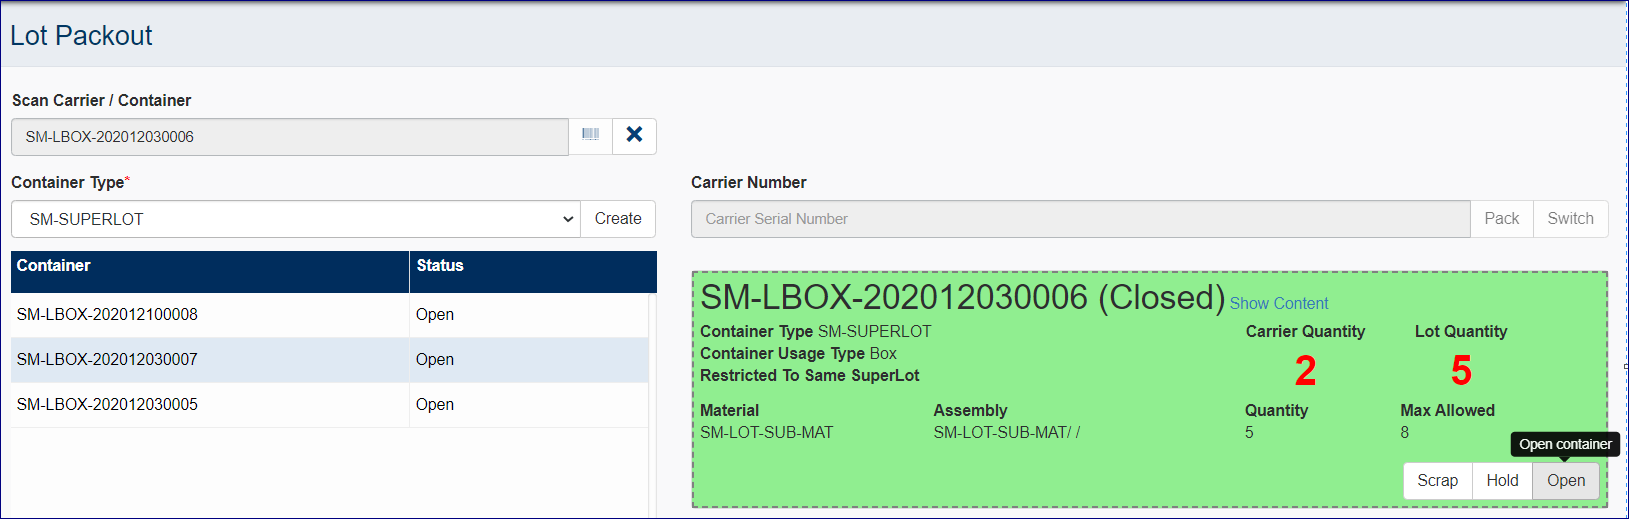 Lot Packout
Scan Carrier / Container
SM-LBOX-202012030006
Container Type*
SM-SUPERLOT
Create
Container Status
SM-LBOX-202012100008 Open
SM-LBOX-202012030007 Open
SM-LBOX-202012030005 Open
Carrier Number
Carrier Serial Number
Pack Switch
SM-LBOX-202012030006 (Closed) Show Content
Container Type SM-SUPERLOT
Container Usage Type Box
Restricted To Same SuperLot
Carrier Quantity Lot Quantity
2 5
Material Assembly Quantity Max Allowed
SM-LOT-SUB-MAT SM-LOT-SUB-MAT/ / 5 8
Open container
Scrap Hold Open